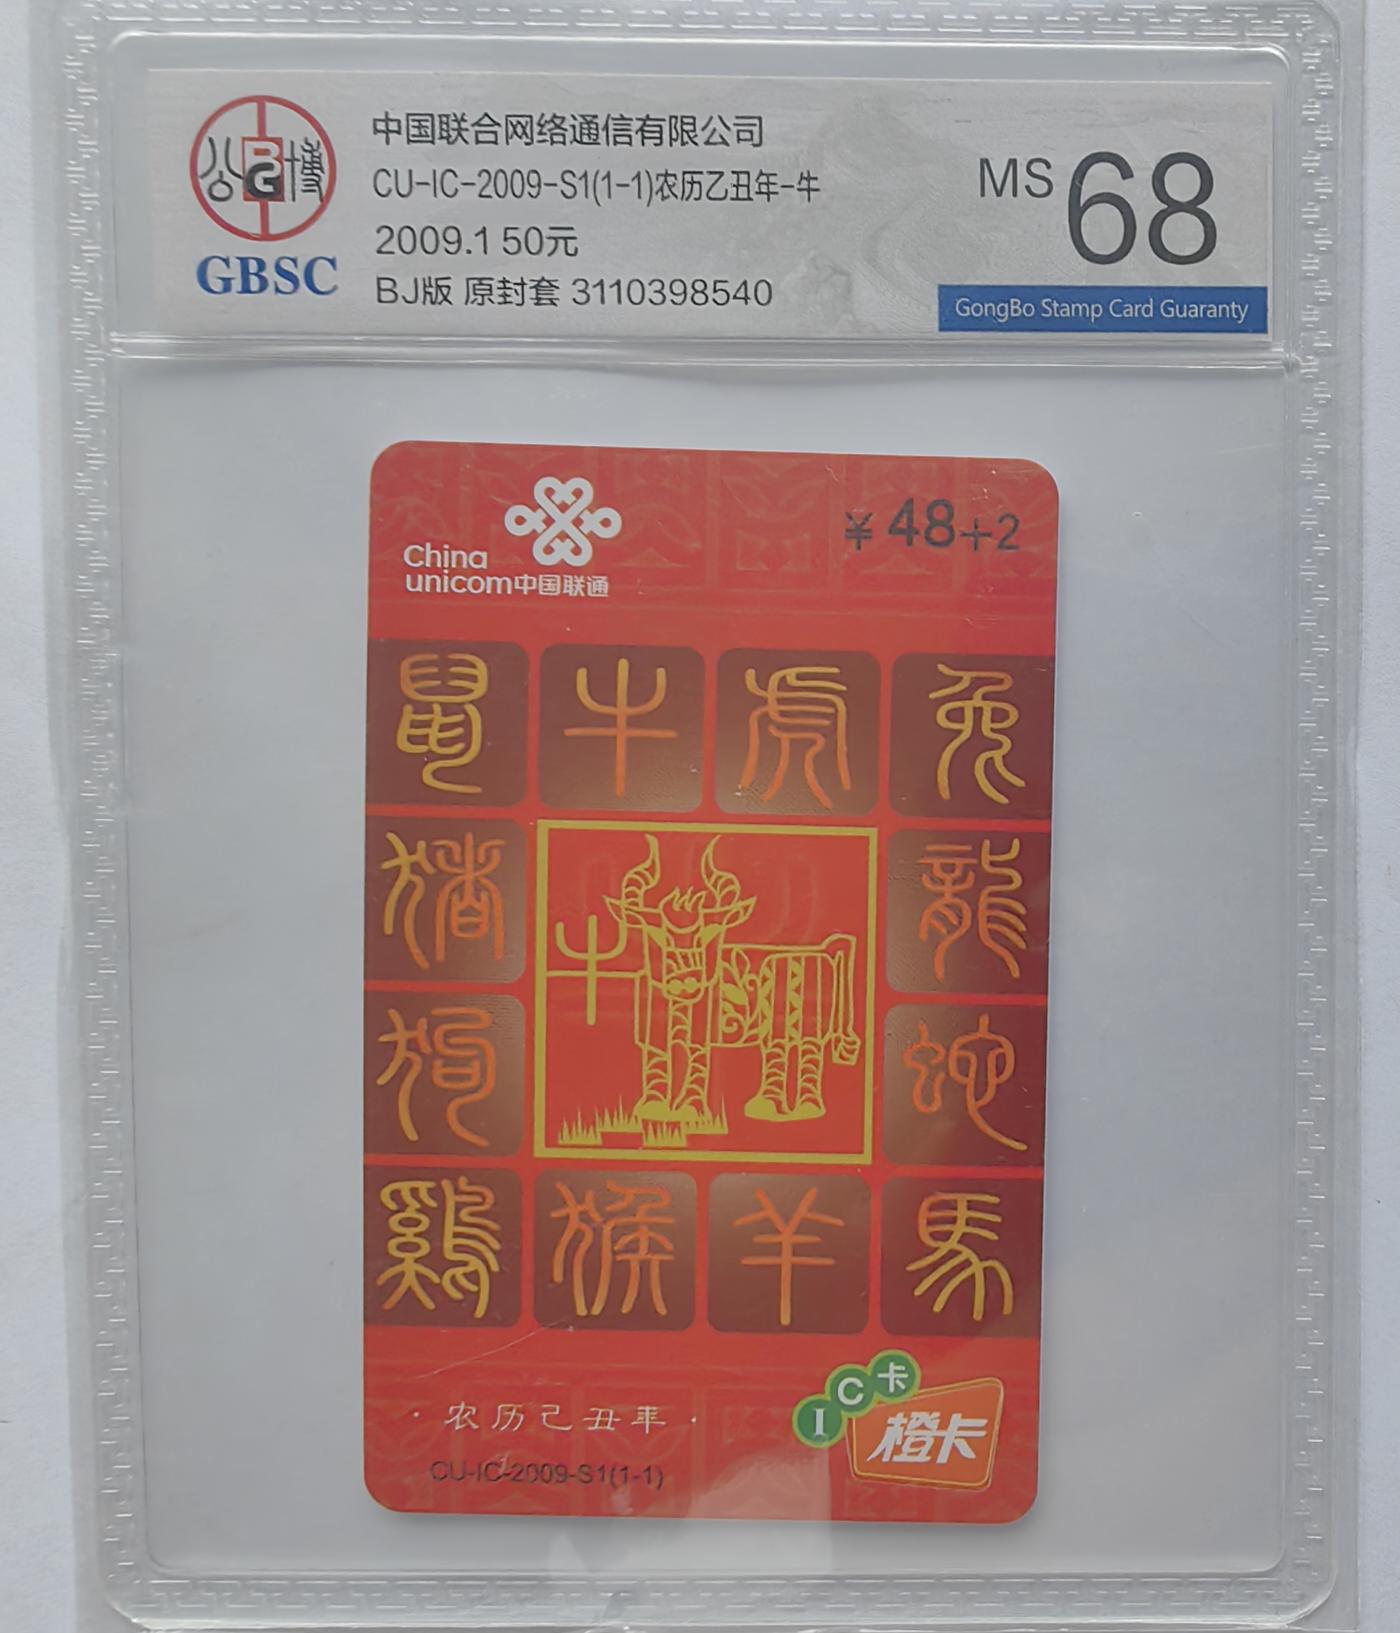 公博
BG
GBSC
中国联合网络通信有限公司
CU-IC-2009-S1(1-1)农历乙丑年-牛
2009.1 50元
BJ版 原封套 3110398540
MS 68
GongBo Stamp Card Guaranty
China
unicom中国联通
¥48+2
鼠 牛 虎 兔
猪 龍
牛
狗 蛇
鷄 猴 羊 馬
·农历己丑年·
CU-IC-2009-S1(1-1)
IC卡
橙卡